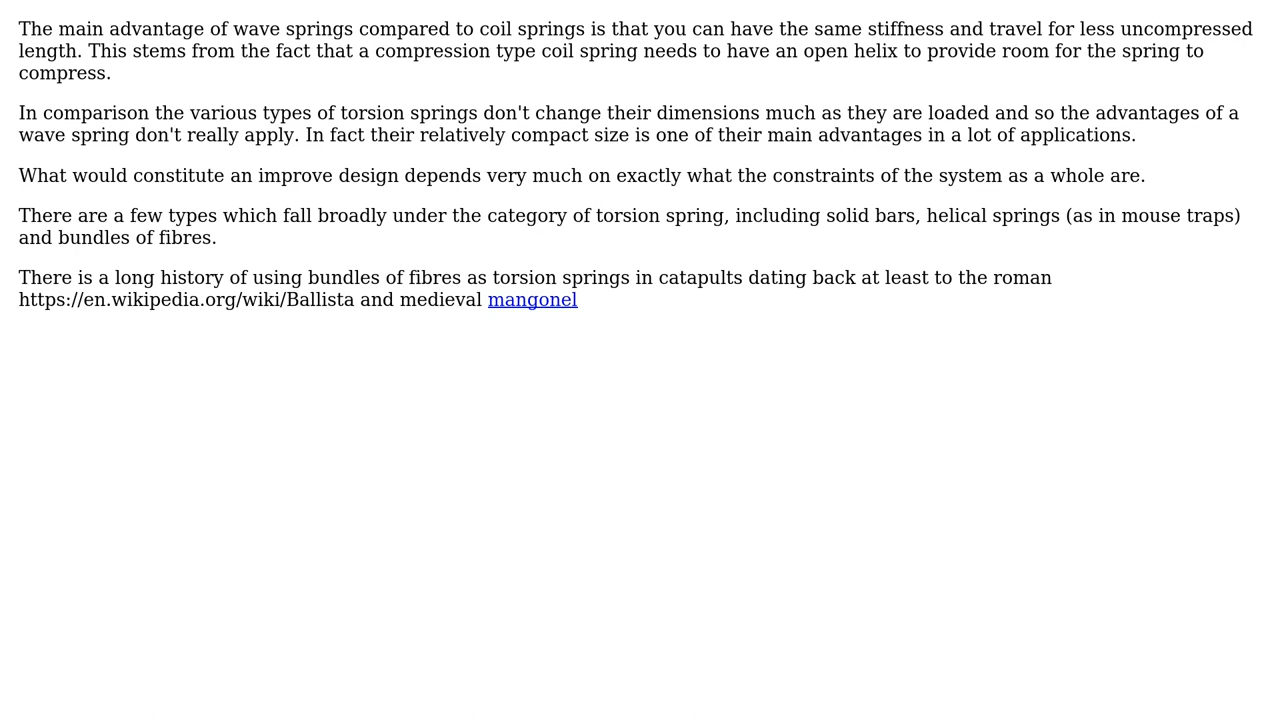 The main advantage of wave springs compared to coil springs is that you can have the same stiffness and travel for less uncompressed
length. This stems from the fact that a compression type coil spring needs to have an open helix to provide room for the spring to
compress.
In comparison the various types of torsion springs don't change their dimensions much as they are loaded and so the advantages of a
wave spring don't really apply. In fact their relatively compact size is one of their main advantages in a lot of applications.
What would constitute an improve design depends very much on exactly what the constraints of the system as a whole are.
There are a few types which fall broadly under the category of torsion spring, including solid bars, helical springs (as in mouse traps)
and bundles of fibres.
There is a long history of using bundles of fibres as torsion springs in catapults dating back at least to the roman
https://en.wikipedia.org/wiki/Ballista and medieval mangonel